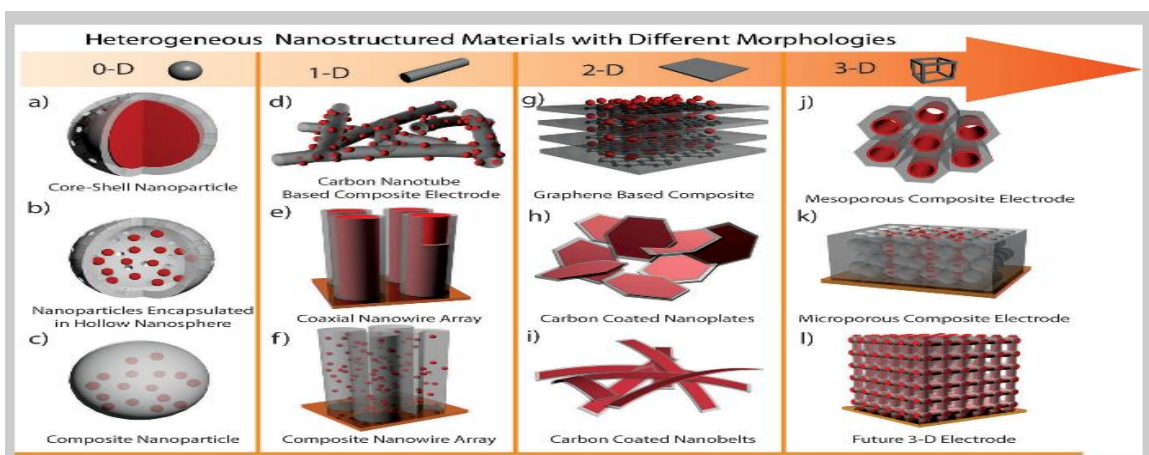 Heterogeneous Nanostructured Materials with Different Morphologies
0-D
1-D
2-D
3-D
a)
Core-Shell Nanoparticle
b)
Nanoparticles Encapsulated
in Hollow Nanosphere
c)
Composite Nanoparticle
d)
Carbon Nanotube
Based Composite Electrode
e)
Coaxial Nanowire Array
f)
Composite Nanowire Array
g)
Graphene Based Composite
h)
Carbon Coated Nanoplates
i)
Carbon Coated Nanobelts
j)
Mesoporous Composite Electrode
k)
Microporous Composite Electrode
l)
Future 3-D Electrode